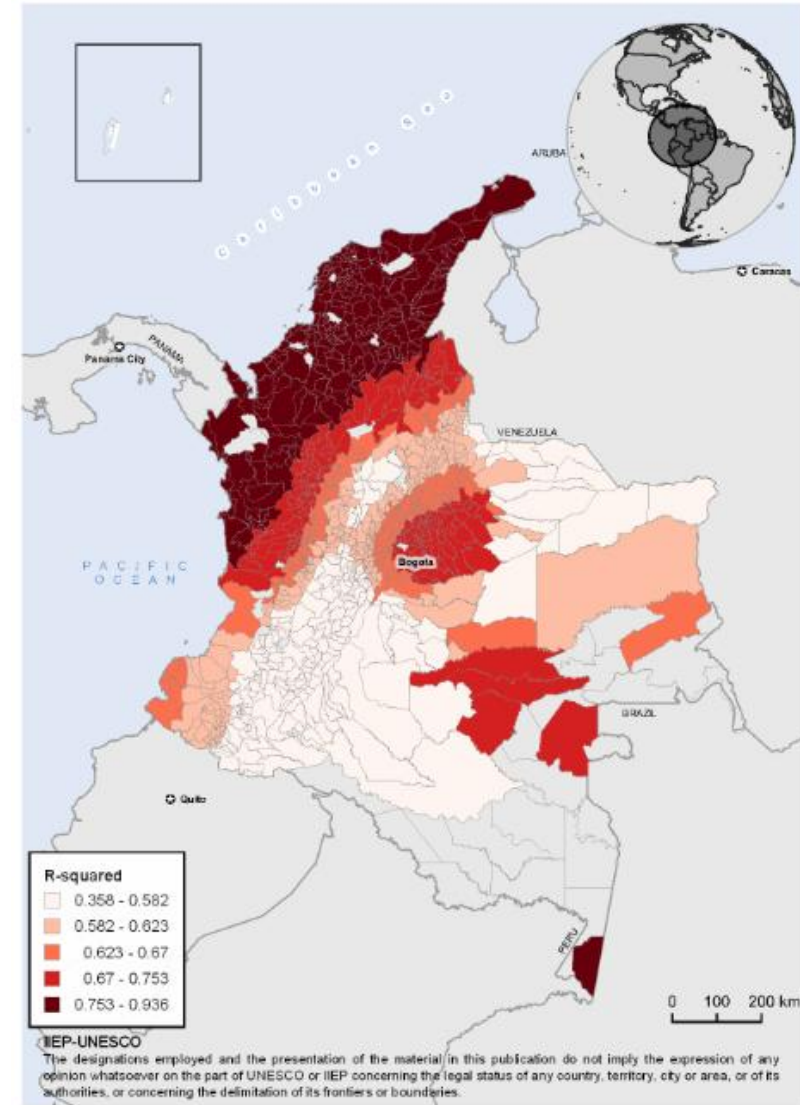 ARUBA
Caribbean Sea
Caracas
PANAMA
Panama City
VENEZUELA
PACIFIC
OCEAN
Bogota
BRAZIL
Quito
R-squared
0.358 - 0.582
0.582 - 0.623
0.623 - 0.67
0.67 - 0.753
0.753 - 0.936
PERU
0 100 200 km
IIEP-UNESCO
The designations employed and the presentation of the material in this publication do not imply the expression of any
opinion whatsoever on the part of UNESCO or IIEP concerning the legal status of any country, territory, city or area, or of its
authorities, or concerning the delimitation of its frontiers or boundaries.